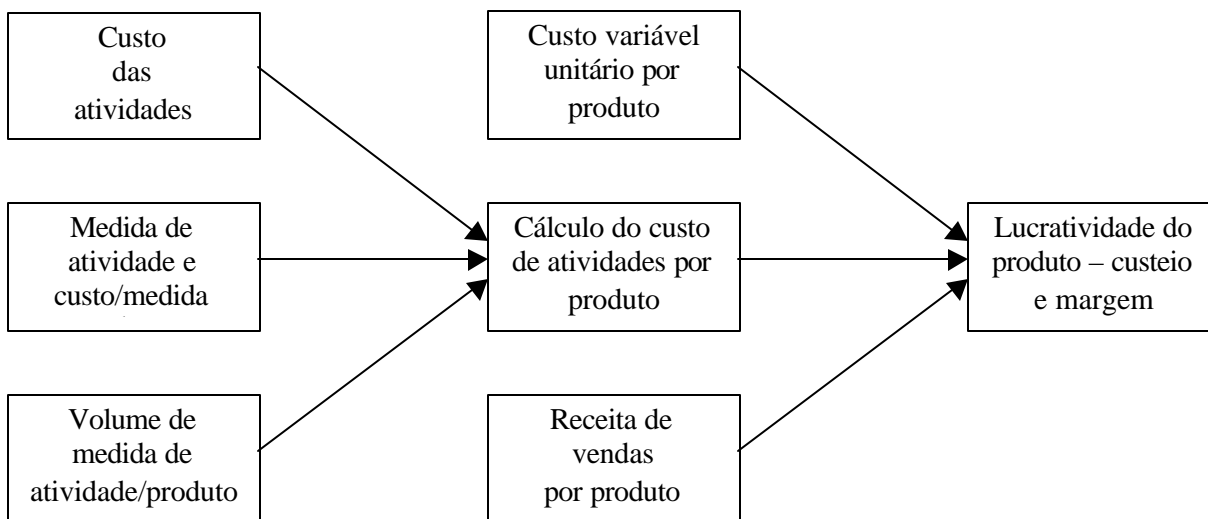 Custo
das
atividades
Custo variável
unitário por
produto
Medida de
atividade e
custo/medida
Cálculo do custo
de atividades por
produto
Lucratividade do
produto – custeio
e margem
Volume de
medida de
atividade/produto
Receita de
vendas
por produto